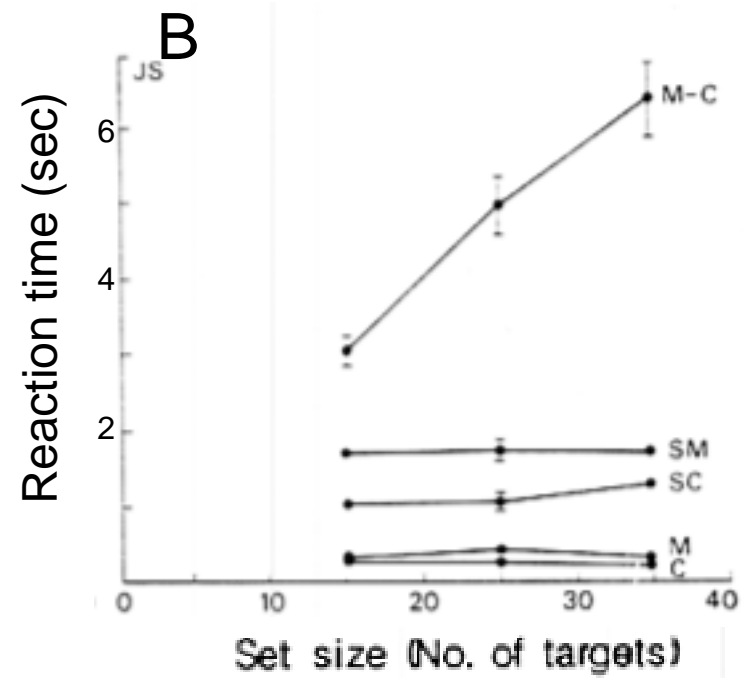 B
JS
Reaction time (sec)
6
4
2
M-C
SM
SC
M
C
0 10 20 30 40
Set size (No. of targets)